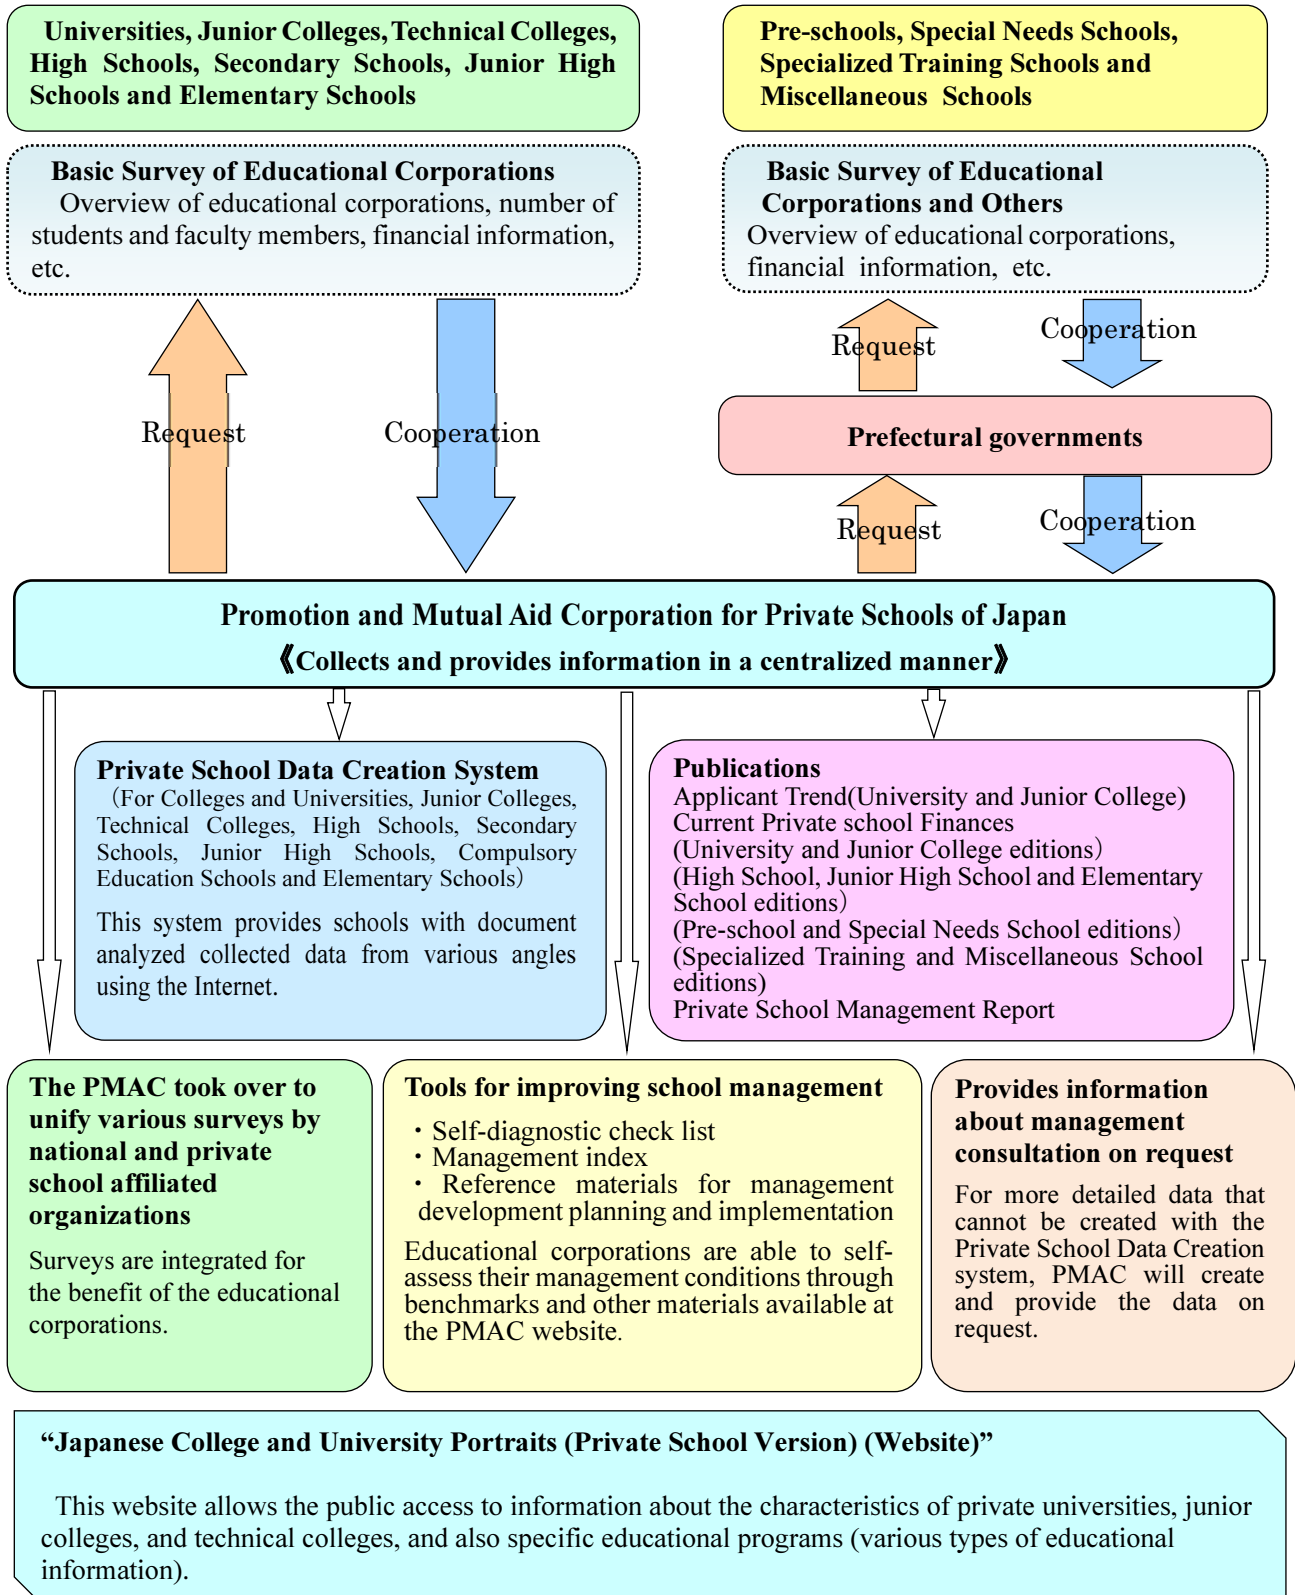 Universities, Junior Colleges, Technical Colleges,
High Schools, Secondary Schools, Junior High
Schools and Elementary Schools
Pre-schools, Special Needs Schools,
Specialized Training Schools and
Miscellaneous Schools
Basic Survey of Educational Corporations
Overview of educational corporations, number of
students and faculty members, financial information,
etc.
Basic Survey of Educational
Corporations and Others
Overview of educational corporations,
financial information, etc.
Request
Cooperation
Request
Cooperation
Prefectural governments
Request
Cooperation
Promotion and Mutual Aid Corporation for Private Schools of Japan
《Collects and provides information in a centralized manner》
Private School Data Creation System
（For Colleges and Universities, Junior Colleges,
Technical Colleges, High Schools, Secondary
Schools, Junior High Schools, Compulsory
Education Schools and Elementary Schools）
This system provides schools with document
analyzed collected data from various angles
using the Internet.
Publications
Applicant Trend(University and Junior College)
Current Private school Finances
(University and Junior College editions）
(High School, Junior High School and Elementary
School editions）
(Pre-school and Special Needs School editions）
(Specialized Training and Miscellaneous School
editions)
Private School Management Report
The PMAC took over to
unify various surveys by
national and private
school affiliated
organizations
Surveys are integrated for
the benefit of the educational
corporations.
Tools for improving school management
・Self-diagnostic check list
・Management index
・Reference materials for management
development planning and implementation
Educational corporations are able to self-
assess their management conditions through
benchmarks and other materials available at
the PMAC website.
Provides information
about management
consultation on request
For more detailed data that
cannot be created with the
Private School Data Creation
system, PMAC will create
and provide the data on
request.
“Japanese College and University Portraits (Private School Version) (Website)”
This website allows the public access to information about the characteristics of private universities, junior
colleges, and technical colleges, and also specific educational programs (various types of educational
information).